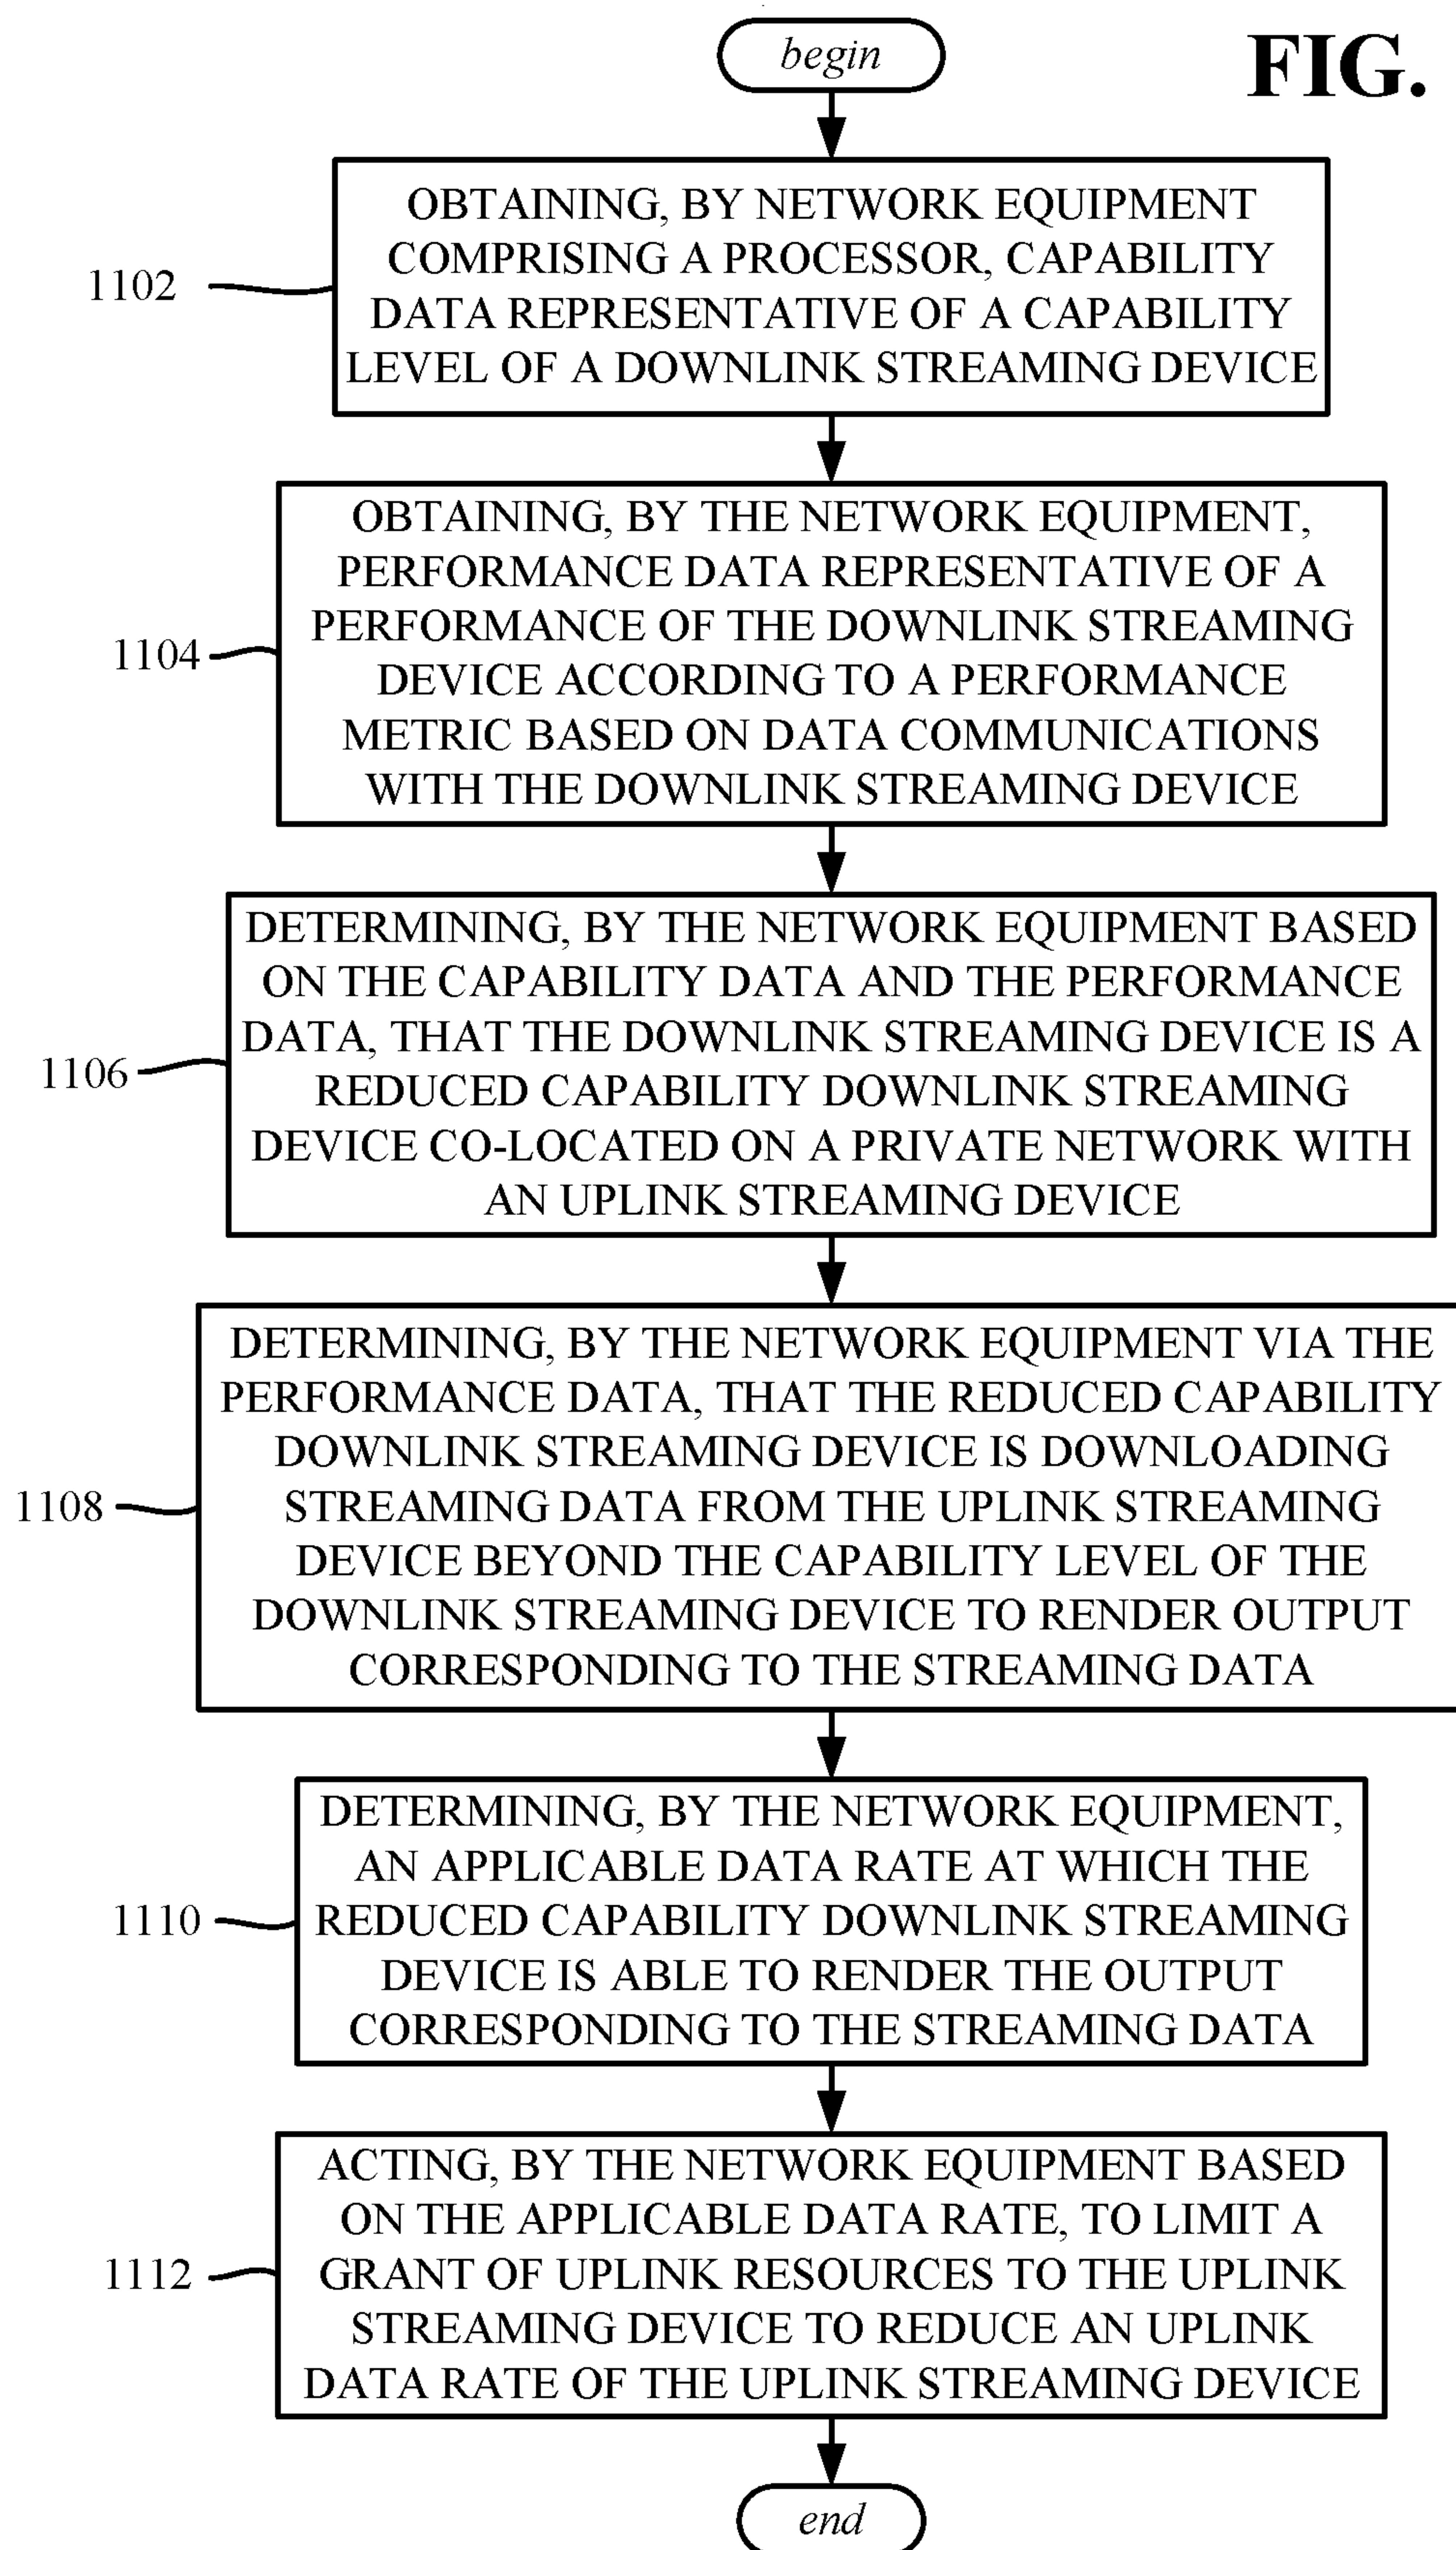 begin
FIG.
OBTAINING, BY NETWORK EQUIPMENT
COMPRISING A PROCESSOR, CAPABILITY
DATA REPRESENTATIVE OF A CAPABILITY
LEVEL OF A DOWNLINK STREAMING DEVICE
1102
OBTAINING, BY THE NETWORK EQUIPMENT,
PERFORMANCE DATA REPRESENTATIVE OF A
PERFORMANCE OF THE DOWNLINK STREAMING
DEVICE ACCORDING TO A PERFORMANCE
METRIC BASED ON DATA COMMUNICATIONS
WITH THE DOWNLINK STREAMING DEVICE
1104
DETERMINING, BY THE NETWORK EQUIPMENT BASED
ON THE CAPABILITY DATA AND THE PERFORMANCE
DATA, THAT THE DOWNLINK STREAMING DEVICE IS A
REDUCED CAPABILITY DOWNLINK STREAMING
DEVICE CO-LOCATED ON A PRIVATE NETWORK WITH
AN UPLINK STREAMING DEVICE
1106
DETERMINING, BY THE NETWORK EQUIPMENT VIA THE
PERFORMANCE DATA, THAT THE REDUCED CAPABILITY
DOWNLINK STREAMING DEVICE IS DOWNLOADING
STREAMING DATA FROM THE UPLINK STREAMING
DEVICE BEYOND THE CAPABILITY LEVEL OF THE
DOWNLINK STREAMING DEVICE TO RENDER OUTPUT
CORRESPONDING TO THE STREAMING DATA
1108
DETERMINING, BY THE NETWORK EQUIPMENT,
AN APPLICABLE DATA RATE AT WHICH THE
REDUCED CAPABILITY DOWNLINK STREAMING
DEVICE IS ABLE TO RENDER THE OUTPUT
CORRESPONDING TO THE STREAMING DATA
1110
ACTING, BY THE NETWORK EQUIPMENT BASED
ON THE APPLICABLE DATA RATE, TO LIMIT A
GRANT OF UPLINK RESOURCES TO THE UPLINK
STREAMING DEVICE TO REDUCE AN UPLINK
DATA RATE OF THE UPLINK STREAMING DEVICE
1112
end